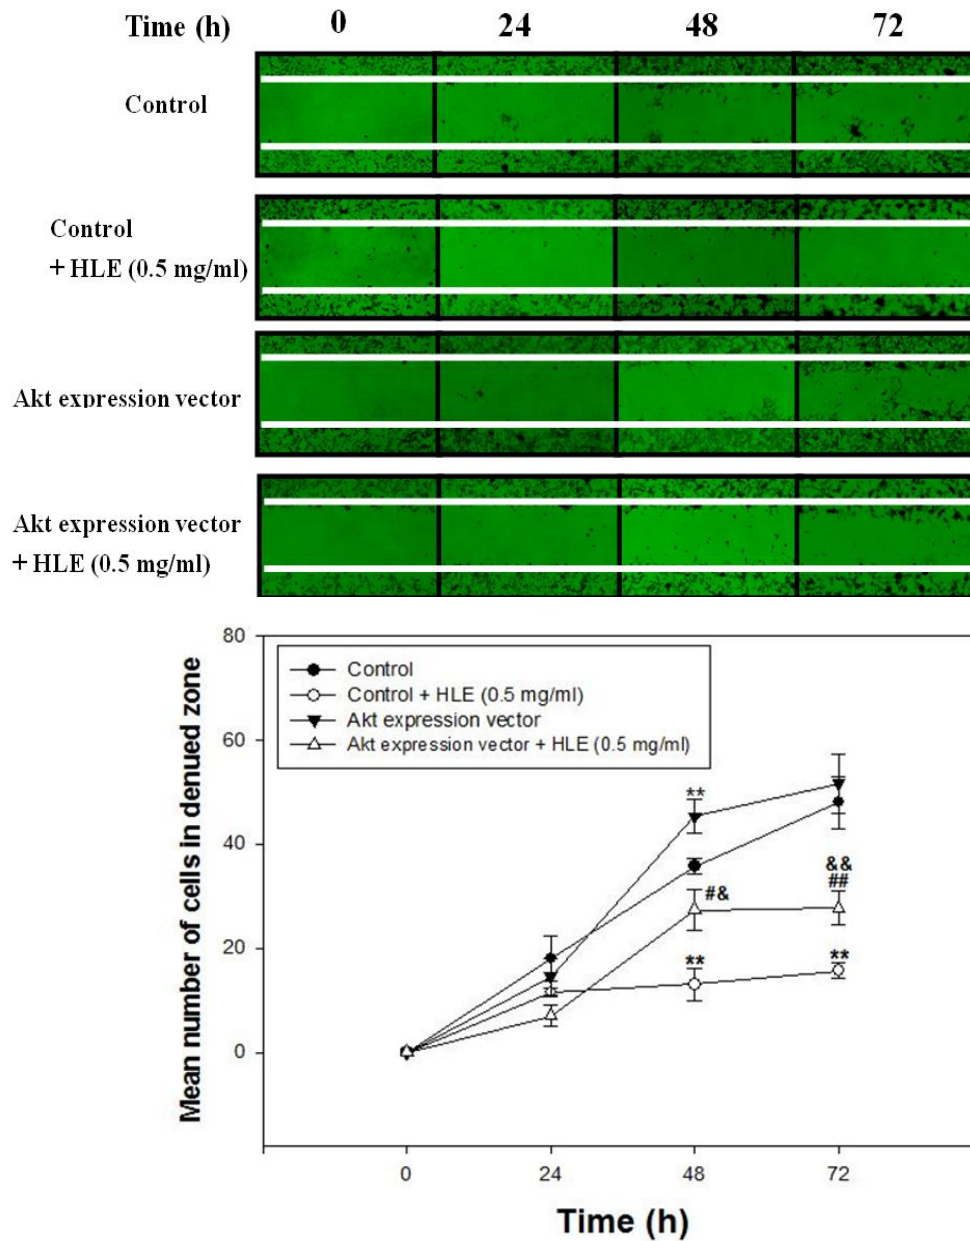 Time (h) 0 24 48 72
Control
Control
+ HLE (0.5 mg/ml)
Akt expression vector
Akt expression vector
+ HLE (0.5 mg/ml)
80
60
40
20
0
Mean number of cells in denued zone
Control
Control + HLE (0.5 mg/ml)
Akt expression vector
Akt expression vector + HLE (0.5 mg/ml)
**
#&
**
&&
##
**
0 24 48 72
Time (h)